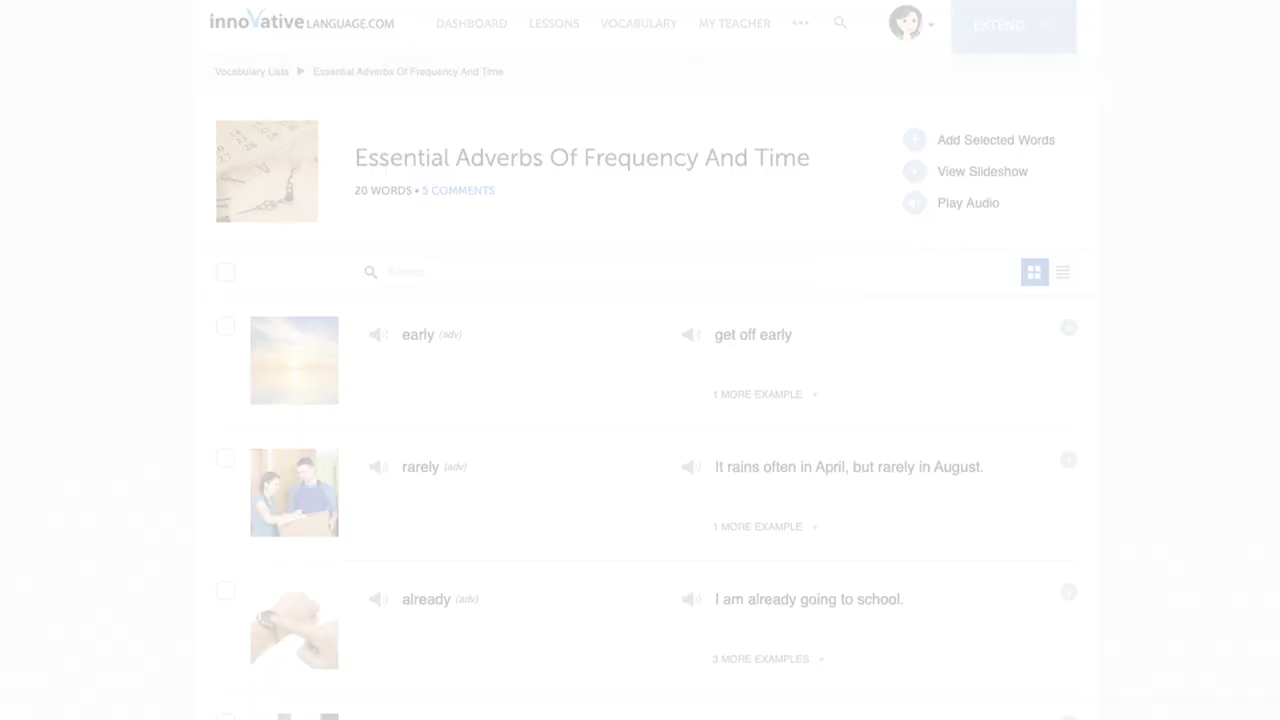 innoVative LANGUAGE.COM
DASHBOARD LESSONS VOCABULARY MY TEACHER EXTEND
Vocabulary Lists Essential Adverbs Of Frequency And Time
Essential Adverbs Of Frequency And Time
20 WORDS • 5 COMMENTS
Add Selected Words
View Slideshow
Play Audio
Search
early (adv) get off early
1 MORE EXAMPLE
rarely (adv) It rains often in April, but rarely in August.
1 MORE EXAMPLE
already (adv) I am already going to school.
3 MORE EXAMPLES